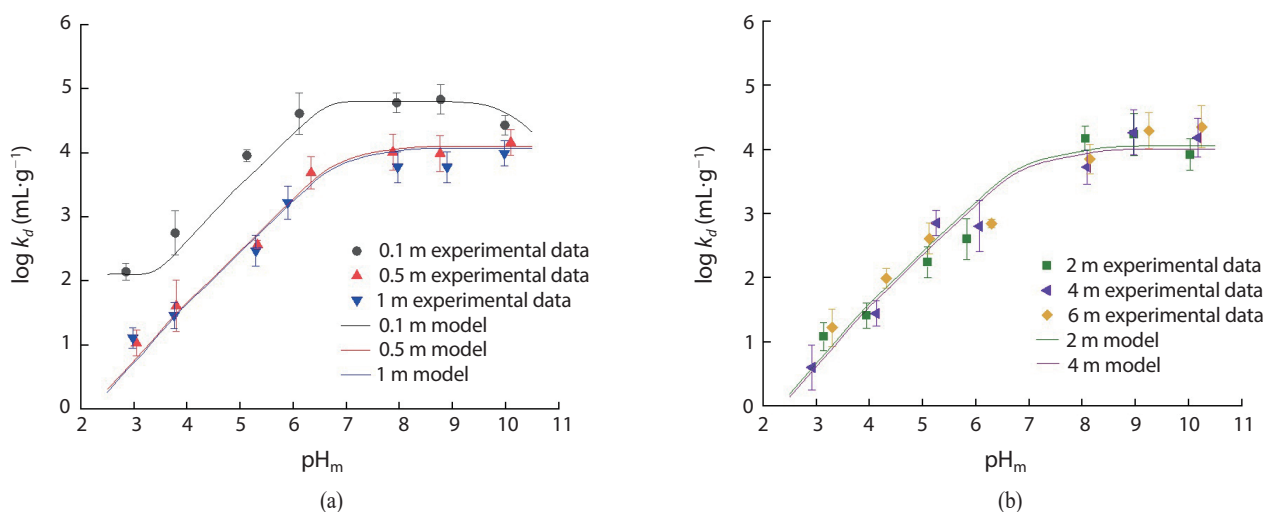 6
5
4
3
2
1
0
log k_d (mL·g⁻¹)
0.1 m experimental data
0.5 m experimental data
1 m experimental data
0.1 m model
0.5 m model
1 m model
2 3 4 5 6 7 8 9 10 11
pHₘ
(a)
6
5
4
3
2
1
0
log k_d (mL·g⁻¹)
2 m experimental data
4 m experimental data
6 m experimental data
2 m model
4 m model
2 3 4 5 6 7 8 9 10 11
pHₘ
(b)